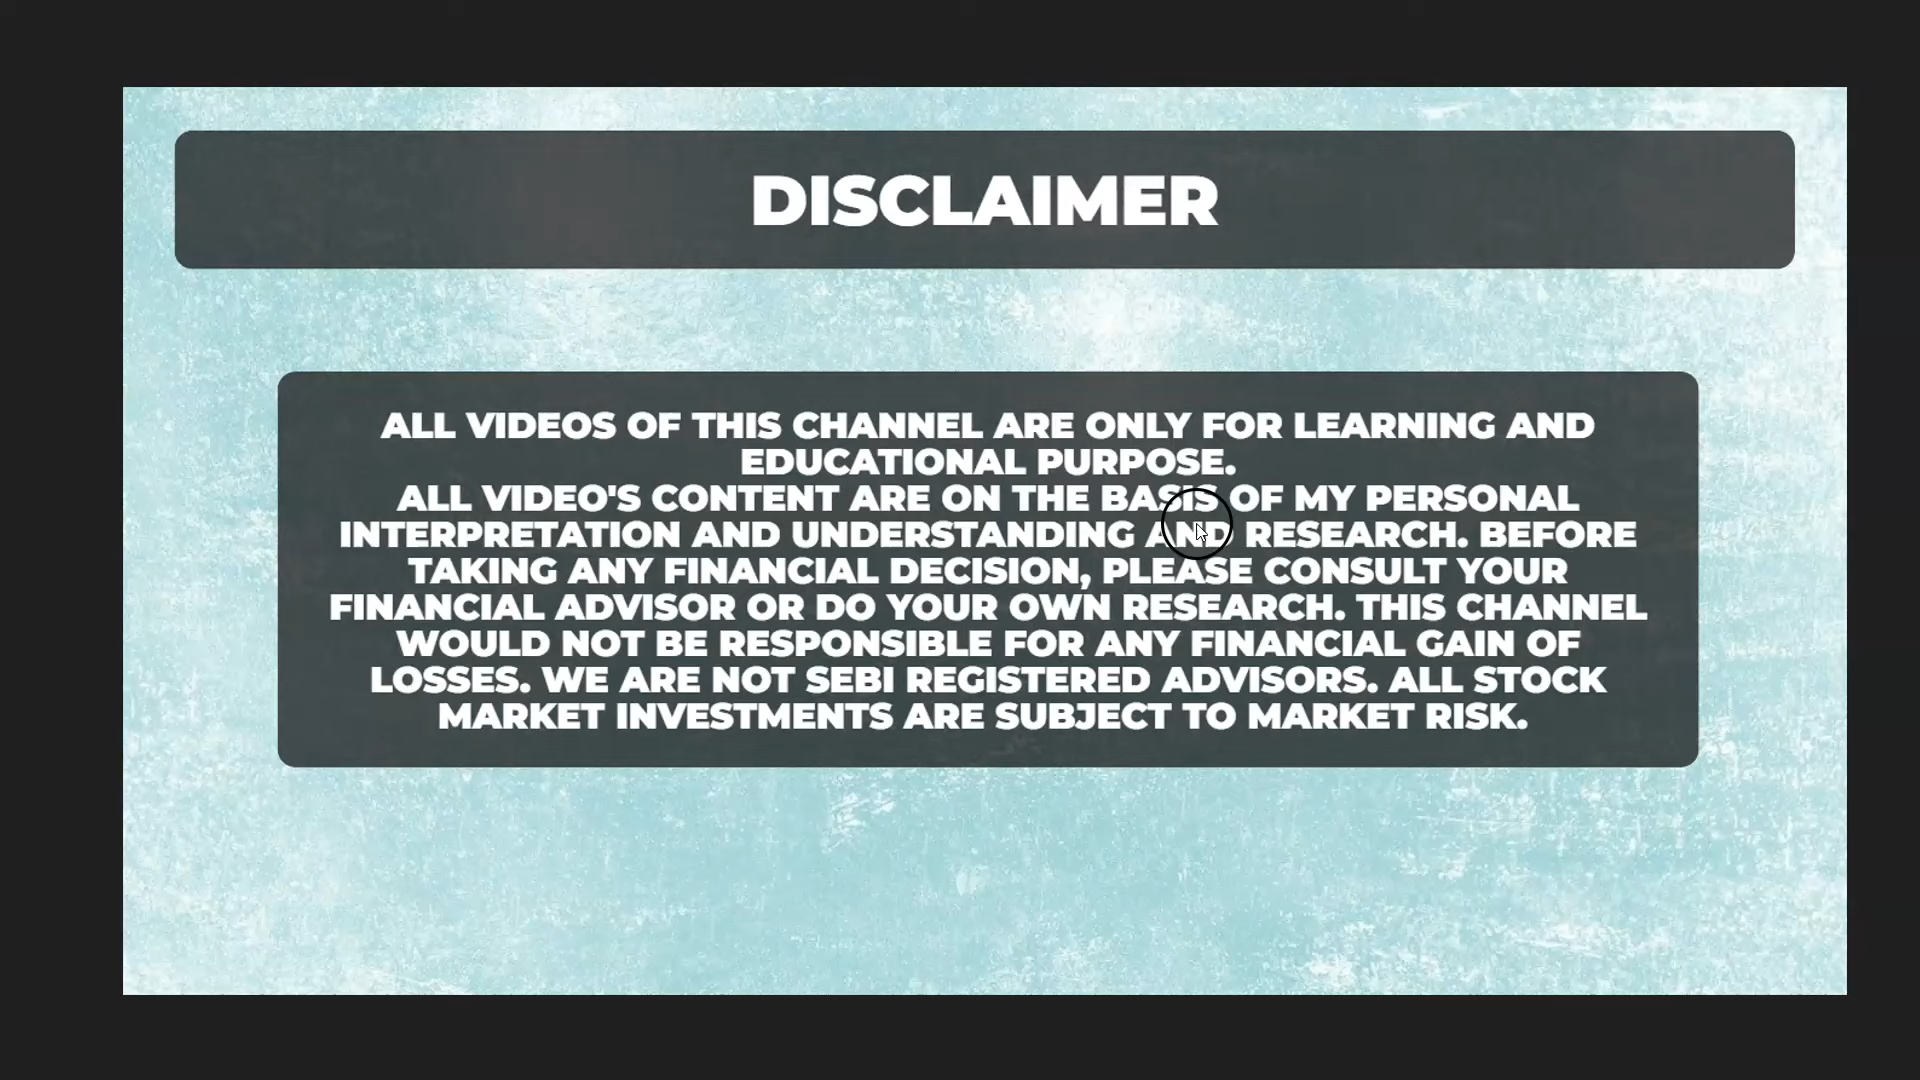 DISCLAIMER
ALL VIDEOS OF THIS CHANNEL ARE ONLY FOR LEARNING AND
EDUCATIONAL PURPOSE.
ALL VIDEO'S CONTENT ARE ON THE BASIS OF MY PERSONAL
INTERPRETATION AND UNDERSTANDING AND RESEARCH. BEFORE
TAKING ANY FINANCIAL DECISION, PLEASE CONSULT YOUR
FINANCIAL ADVISOR OR DO YOUR OWN RESEARCH. THIS CHANNEL
WOULD NOT BE RESPONSIBLE FOR ANY FINANCIAL GAIN OF
LOSSES. WE ARE NOT SEBI REGISTERED ADVISORS. ALL STOCK
MARKET INVESTMENTS ARE SUBJECT TO MARKET RISK.